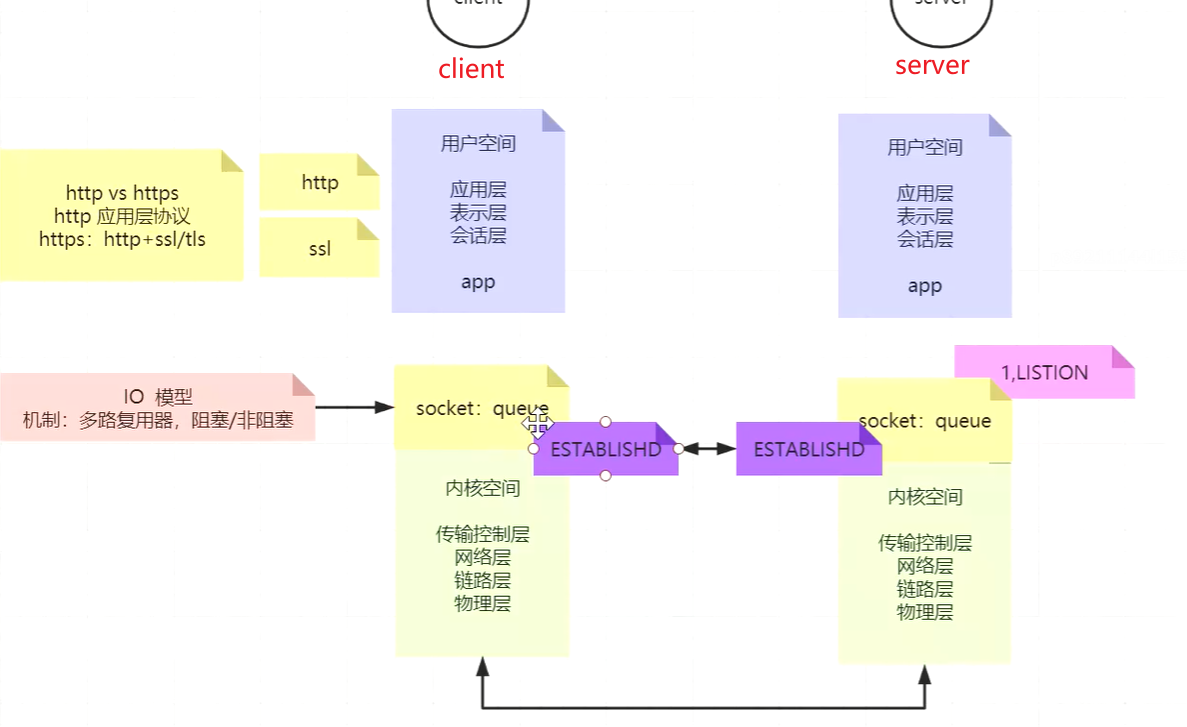 client
server
client
server
http vs https
http 应用层协议
https：http+ssl/tls
http
ssl
用户空间
应用层
表示层
会话层
app
用户空间
应用层
表示层
会话层
app
IO 模型
机制：多路复用器，阻塞/非阻塞
socket：queue
ESTABLISHD
内核空间
传输控制层
网络层
链路层
物理层
1,LISTION
socket：queue
ESTABLISHD
内核空间
传输控制层
网络层
链路层
物理层